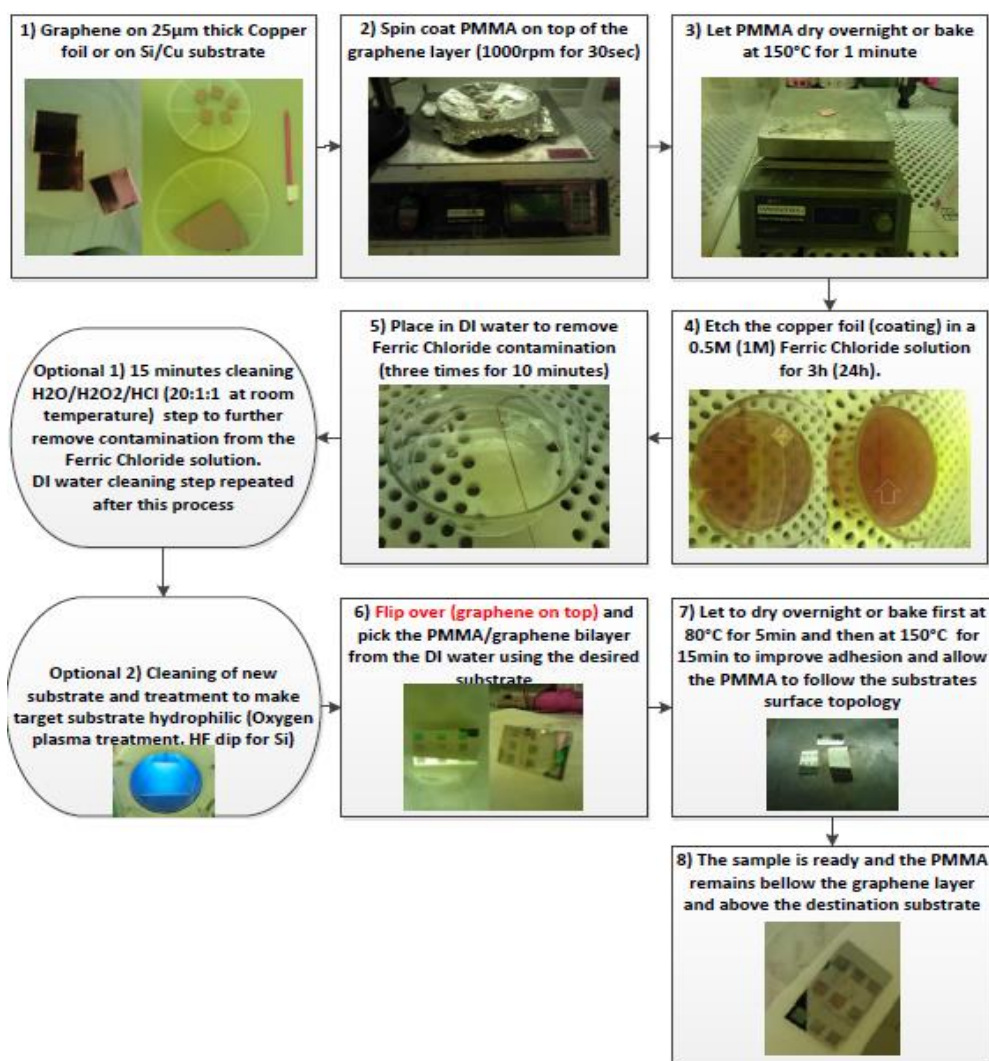 1) Graphene on 25µm thick Copper
foil or on Si/Cu substrate
2) Spin coat PMMA on top of the
graphene layer (1000rpm for 30sec)
3) Let PMMA dry overnight or bake
at 150°C for 1 minute
4) Etch the copper foil (coating) in a
0.5M (1M) Ferric Chloride solution
for 3h (24h).
5) Place in DI water to remove
Ferric Chloride contamination
(three times for 10 minutes)
Optional 1) 15 minutes cleaning
H2O/H2O2/HCl (20:1:1 at room
temperature) step to further
remove contamination from the
Ferric Chloride solution.
DI water cleaning step repeated
after this process
Optional 2) Cleaning of new
substrate and treatment to make
target substrate hydrophilic (Oxygen
plasma treatment, HF dip for Si)
6) Flip over (graphene on top) and
pick the PMMA/graphene bilayer
from the DI water using the desired
substrate
7) Let to dry overnight or bake first at
80°C for 5min and then at 150°C for
15min to improve adhesion and allow
the PMMA to follow the substrates
surface topology
8) The sample is ready and the PMMA
remains bellow the graphene layer
and above the destination substrate